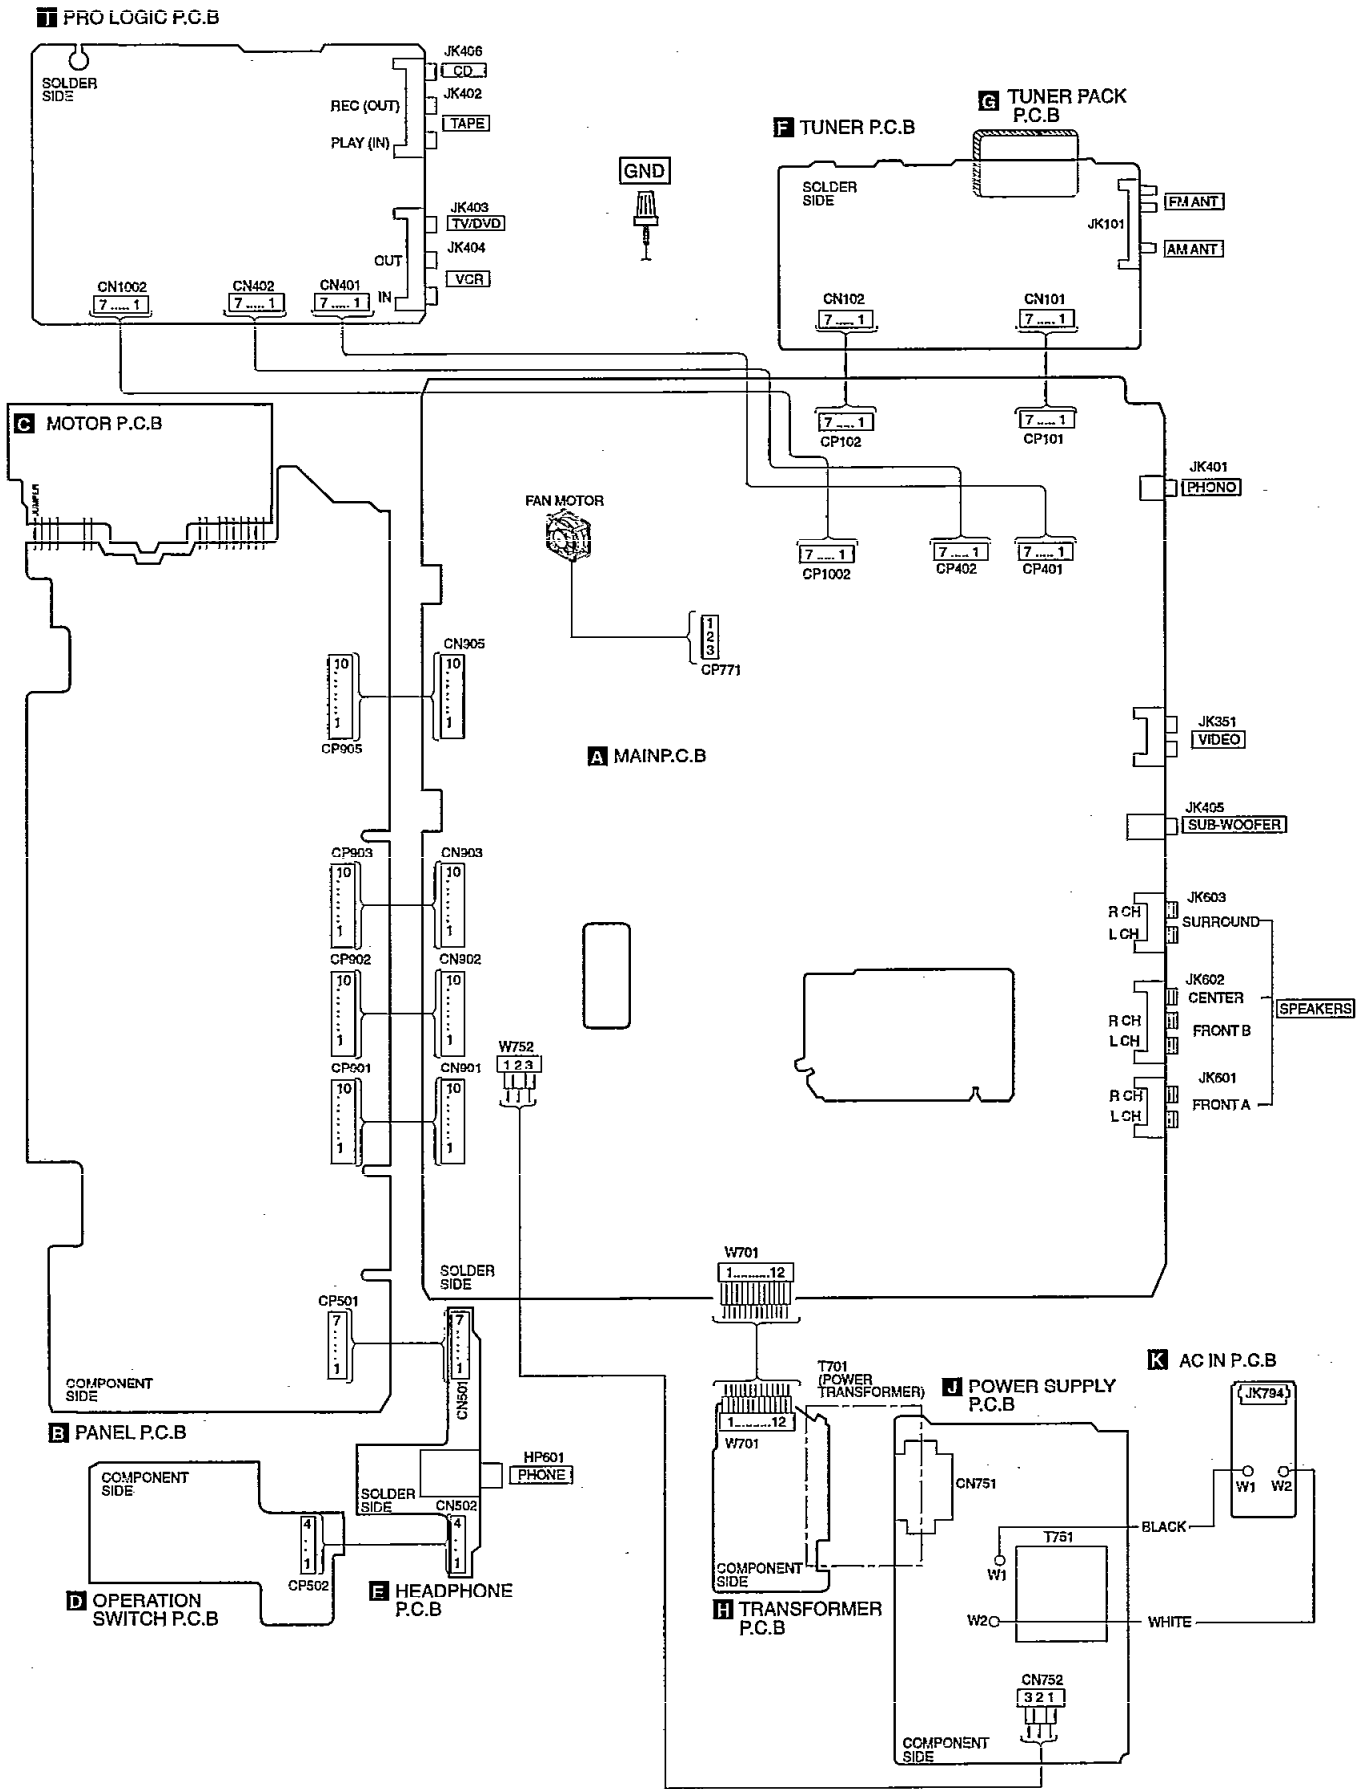 I PRO LOGIC P.C.B
SOLDER
SIDE
JK406
CD
REC (OUT)
JK402
TAPE
PLAY (IN)
JK403
TV/DVD
JK404
OUT
VCR
IN
CN1002
7 ..... 1
CN402
7 ..... 1
CN401
7 ..... 1
GND
G TUNER PACK
P.C.B
F TUNER P.C.B
SOLDER
SIDE
JK101
FM ANT
AM ANT
CN102
7 ..... 1
CN101
7 ..... 1
7 ..... 1
CP102
7 ..... 1
CP101
C MOTOR P.C.B
JUMPER
JK401
PHONO
FAN MOTOR
7 ..... 1
CP1002
7 ..... 1
CP402
7 ..... 1
CP401
1
2
3
CP771
10
1
CP905
CN905
10
1
A MAINP.C.B
JK351
VIDEO
JK405
SUB-WOOFER
CP903
10
1
CN903
10
1
CP902
10
1
CN902
10
1
CP901
10
1
CN901
10
1
W752
1 2 3
JK603
R CH
SURROUND
L CH
JK602
CENTER
R CH
FRONT B
L CH
SPEAKERS
JK601
R CH
FRONT A
L CH
SOLDER
SIDE
W701
1..........12
CP501
7
1
7
1
CN501
COMPONENT
SIDE
B PANEL P.C.B
COMPONENT
SIDE
4
1
CP502
D OPERATION
SWITCH P.C.B
HP601
PHONE
SOLDER
SIDE
CN502
4
1
E HEADPHONE
P.C.B
1..........12
W701
T701
(POWER
TRANSFORMER)
COMPONENT
SIDE
H TRANSFORMER
P.C.B
J POWER SUPPLY
P.C.B
CN751
T751
W1
W2
CN752
3 2 1
COMPONENT
SIDE
K AC IN P.C.B
JK794
W1 W2
BLACK
WHITE